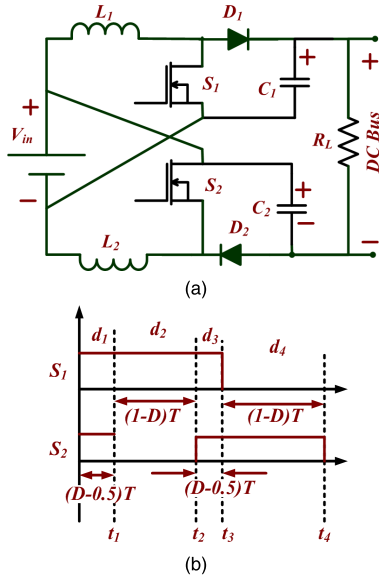 L1 D1
S1
+ C1 +
+ Vin − S2 RL DC Bus
+ C2 −
L2 D2 −
(a)
d1 d2 d3 d4
S1
(1-D)T (1-D)T
S2
(D-0.5)T (D-0.5)T
t1 t2 t3 t4
(b)